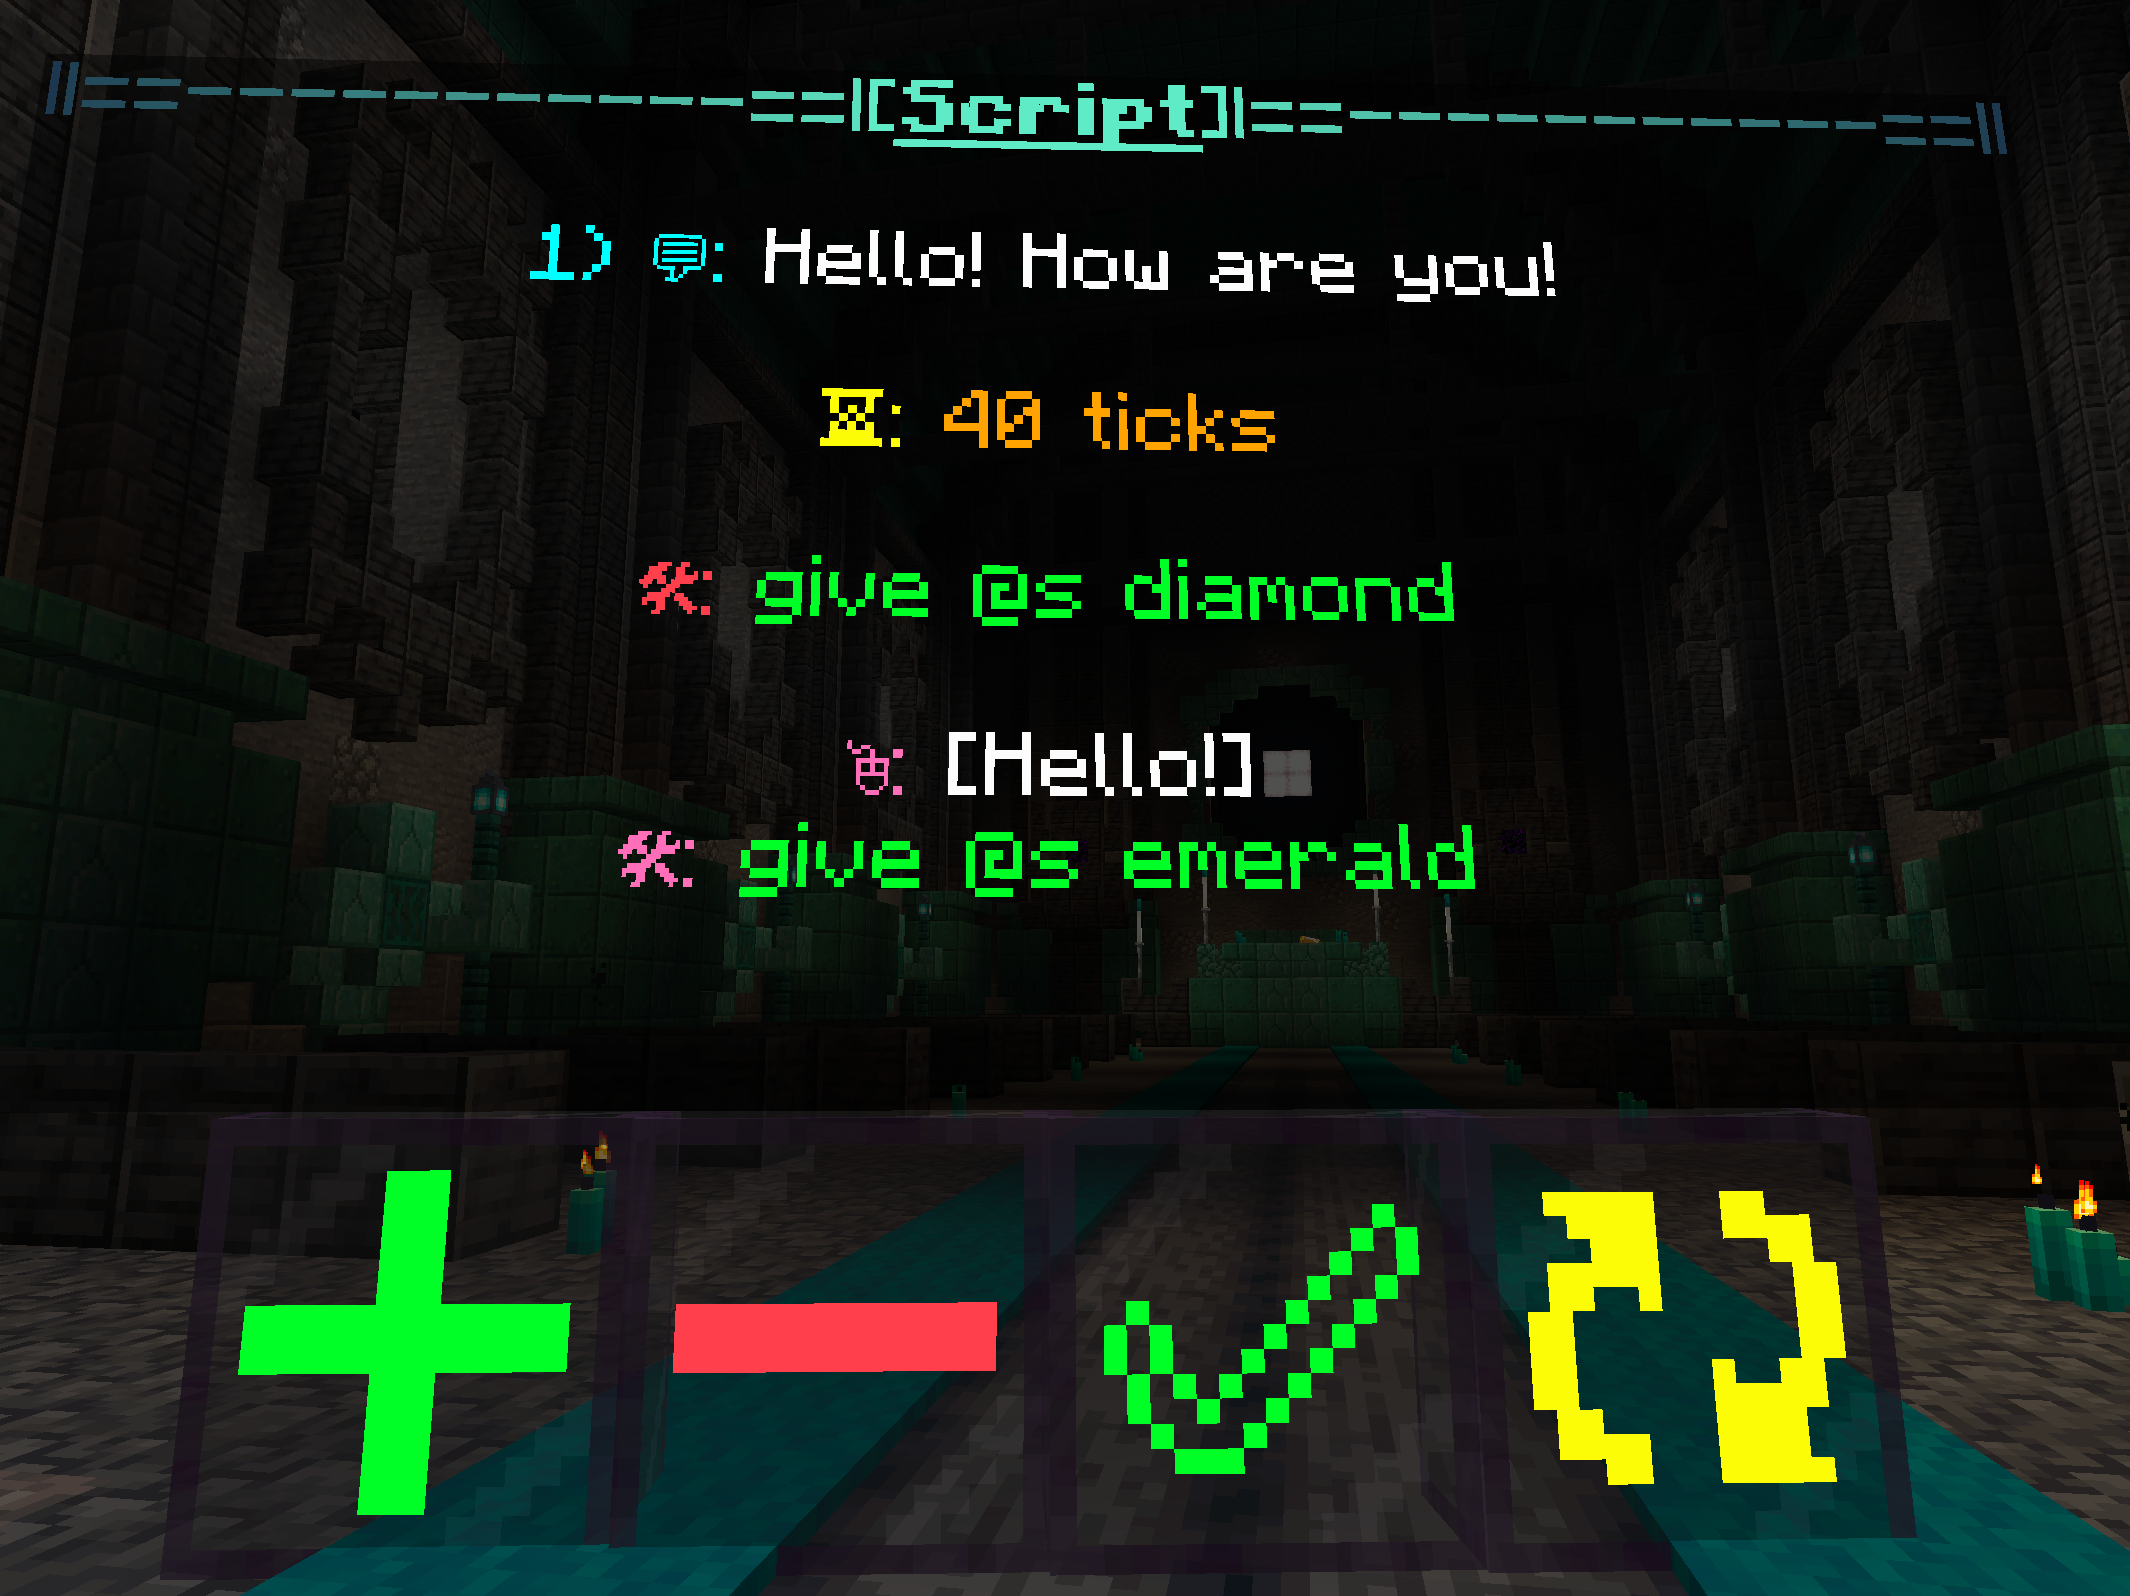 ||==------------==|[Script]|==-----------==||
1) 💬: Hello! How are you!
⌛: 40 ticks
🛠: give @s diamond
🖰: [Hello!]
🛠: give @s emerald